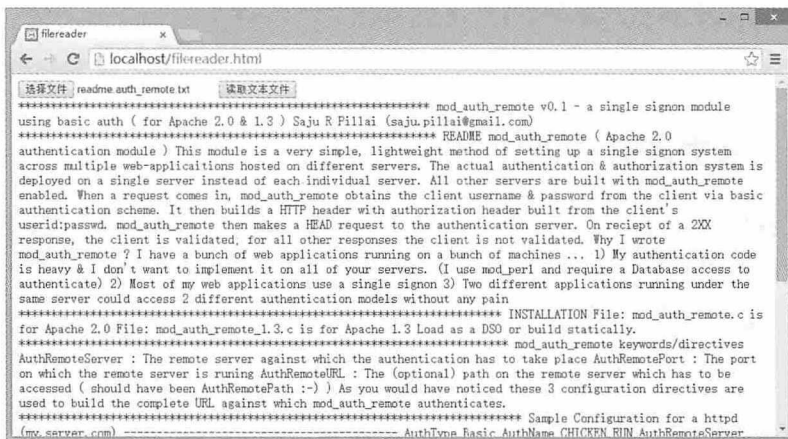 filereader
localhost/filereader.html
选择文件 readme.auth_remote.txt 读取文本文件
************************************************************** mod_auth_remote v0.1 - a single signon module
using basic auth ( for Apache 2.0 & 1.3 ) Saju R Pillai (saju.pillai@gmail.com)
*************************************************************** README mod_auth_remote ( Apache 2.0
authentication module ) This module is a very simple, lightweight method of setting up a single signon system
across multiple web-applicaitions hosted on different servers. The actual authentication & authorization system is
deployed on a single server instead of each individual server. All other servers are built with mod_auth_remote
enabled. When a request comes in, mod_auth_remote obtains the client username & password from the client via basic
authentication scheme. It then builds a HTTP header with authorization header built from the client's
userid:passwd. mod_auth_remote then makes a HEAD request to the authentication server. On reciept of a 2XX
response, the client is validated, for all other responses the client is not validated. Why I wrote
mod_auth_remote ? I have a bunch of web applications running on a bunch of machines ... 1) My authentication code
is heavy & I don't want to implement it on all of your servers. (I use mod_perl and require a Database access to
authenticate) 2) Most of my web applications use a single signon 3) Two different applications running under the
same server could access 2 different authentication models without any pain
************************************************************************* INSTALLATION File: mod_auth_remote.c is
for Apache 2.0 File: mod_auth_remote_1.3.c is for Apache 1.3 Load as a DSO or build statically.
************************************************************************** mod_auth_remote keywords/directives
AuthRemoteServer : The remote server against which the authentication has to take place AuthRemotePort : The port
on which the remote server is runing AuthRemoteURL : The (optional) path on the remote server which has to be
accessed ( should have been AuthRemotePath :-) ) As you would have noticed these 3 configuration directives are
used to build the complete URL against which mod_auth_remote authenticates.
**************************************************************************** Sample Configuration for a httpd
(my.server.com) ----------------------------------------- AuthType Basic AuthName CHICKEN_RUN AuthRemoteServer